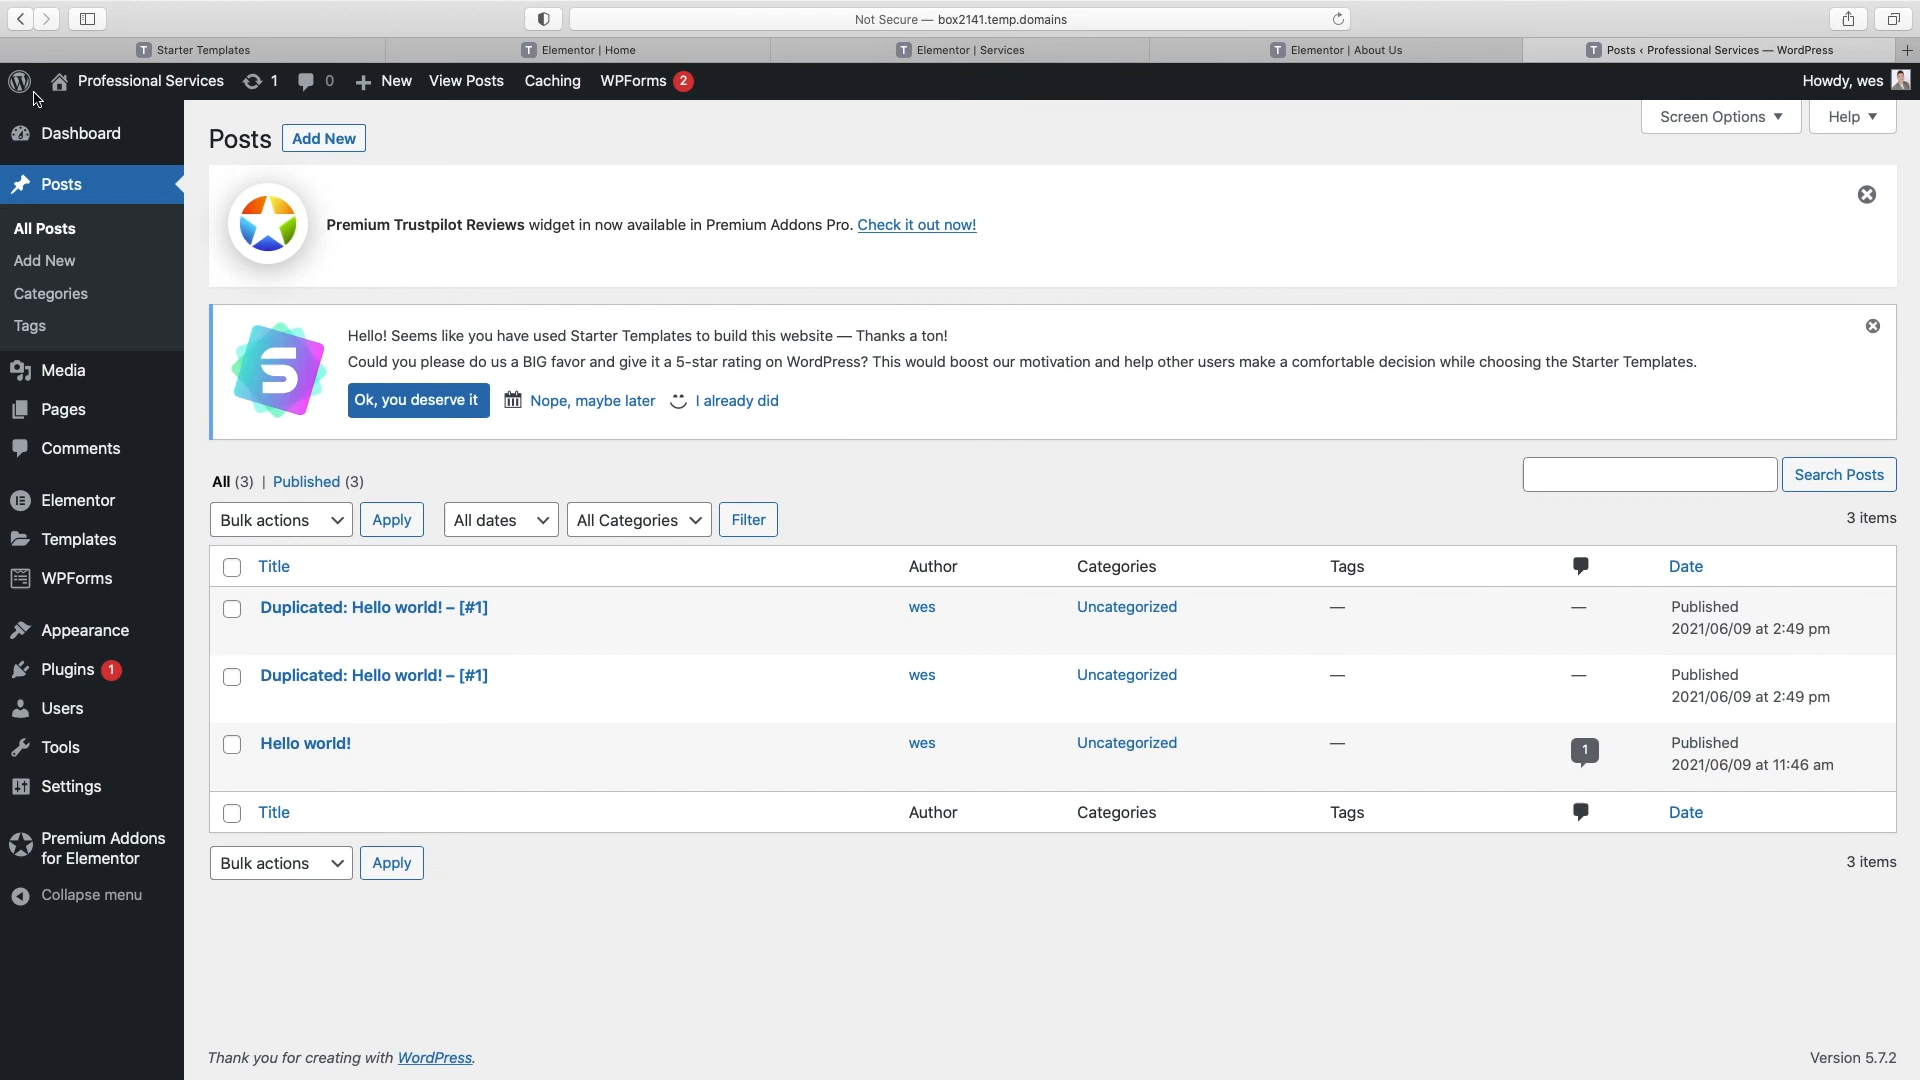 Not Secure — box2141.temp.domains
T Starter Templates
T Elementor | Home
T Elementor | Services
T Elementor | About Us
T Posts ‹ Professional Services — WordPress
Professional Services 1 0 New View Posts Caching WPForms 2
Howdy, wes
Dashboard
Posts
All Posts
Add New
Categories
Tags
Media
Pages
Comments
Elementor
Templates
WPForms
Appearance
Plugins 1
Users
Tools
Settings
Premium Addons
for Elementor
Collapse menu
Screen Options
Help
Posts Add New
Premium Trustpilot Reviews widget in now available in Premium Addons Pro. Check it out now!
S
Hello! Seems like you have used Starter Templates to build this website — Thanks a ton!
Could you please do us a BIG favor and give it a 5-star rating on WordPress? This would boost our motivation and help other users make a comfortable decision while choosing the Starter Templates.
Ok, you deserve it Nope, maybe later I already did
All (3) | Published (3)
Search Posts
Bulk actions Apply All dates All Categories Filter
3 items
Title Author Categories Tags Date
Duplicated: Hello world! – [#1] wes Uncategorized — — Published
2021/06/09 at 2:49 pm
Duplicated: Hello world! – [#1] wes Uncategorized — — Published
2021/06/09 at 2:49 pm
Hello world! wes Uncategorized — 1 Published
2021/06/09 at 11:46 am
Title Author Categories Tags Date
Bulk actions Apply
3 items
Thank you for creating with WordPress.
Version 5.7.2